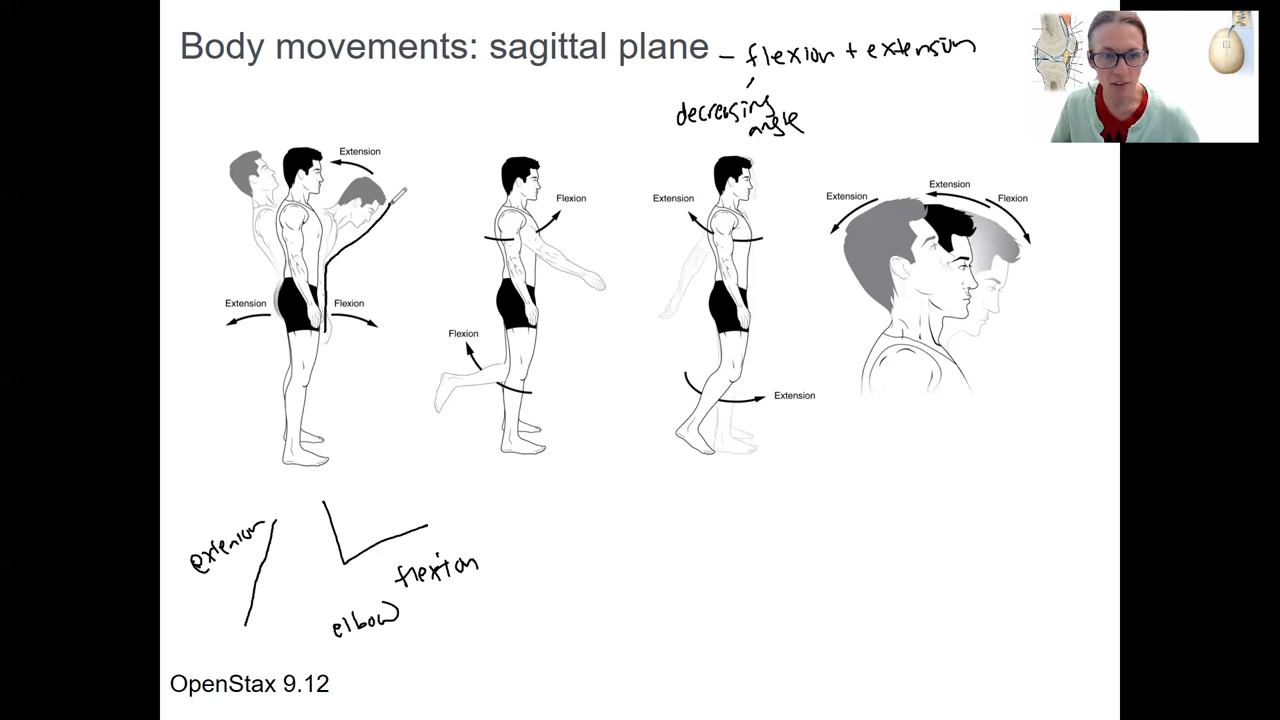 Body movements: sagittal plane – flexion + extension
decreasing
angle
Extension
Extension
Flexion
Flexion
Flexion
Extension
Extension
Extension
Extension
Flexion
extenion
flexion
elbow
OpenStax 9.12